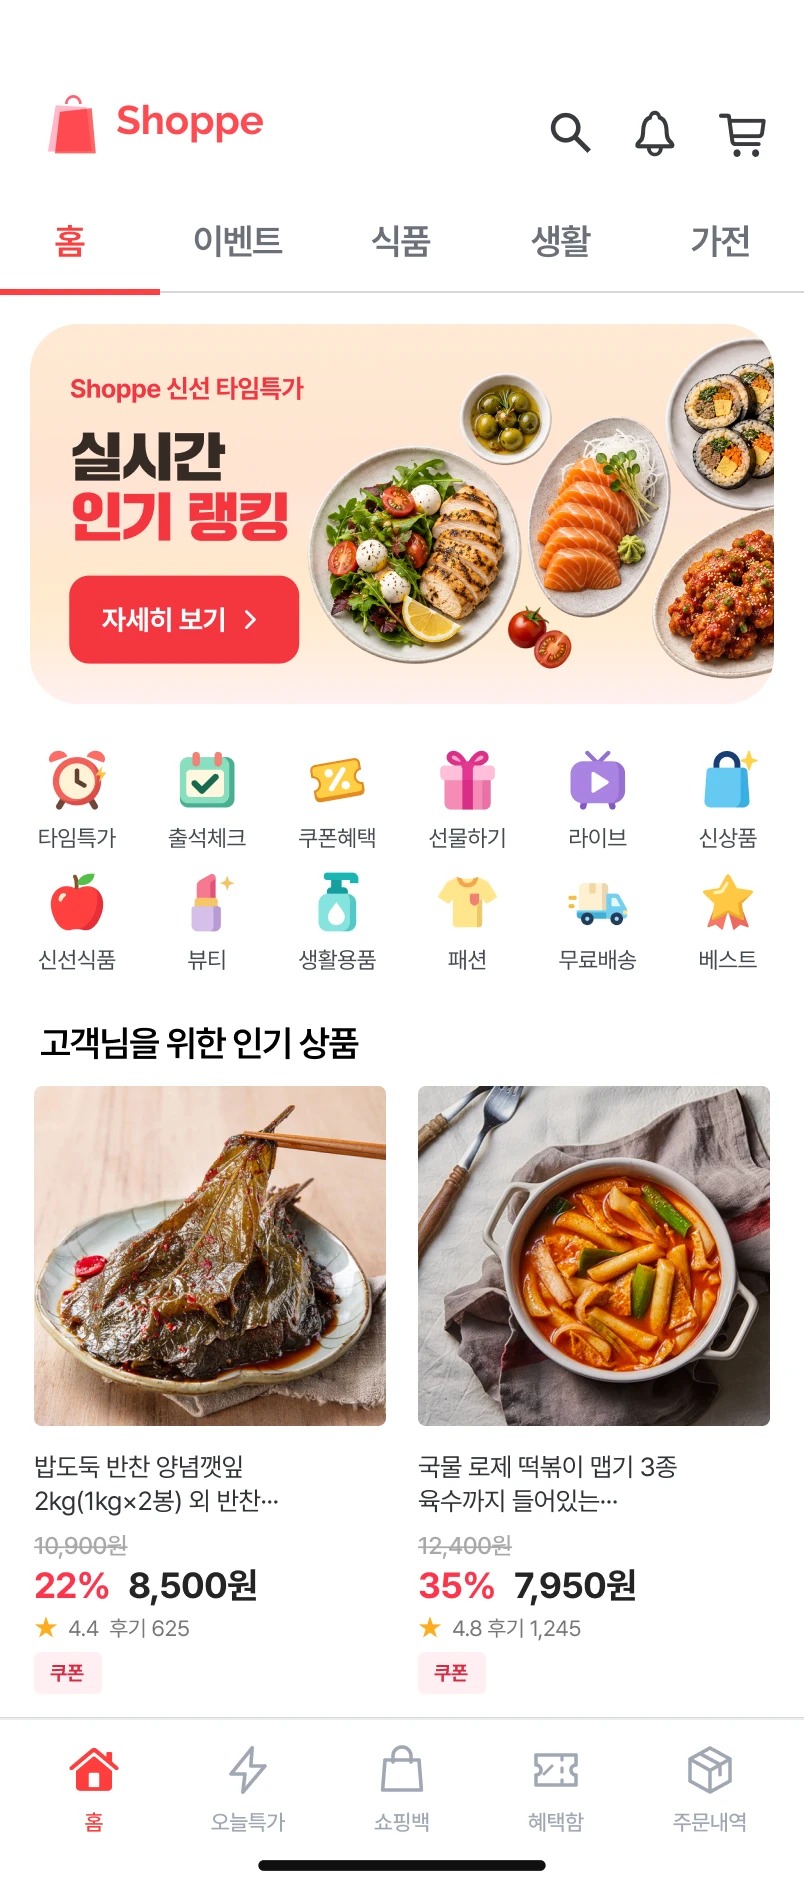 Shoppe
홈 이벤트 식품 생활 가전
Shoppe 신선 타임특가
실시간
인기 랭킹
자세히 보기
타임특가 출석체크 쿠폰혜택 선물하기 라이브 신상품
신선식품 뷰티 생활용품 패션 무료배송 베스트
고객님을 위한 인기 상품
밥도둑 반찬 양념깻잎
2kg(1kg×2봉) 외 반찬…
10,900원
22% 8,500원
4.4 후기 625
쿠폰
국물 로제 떡볶이 맵기 3종
육수까지 들어있는…
12,400원
35% 7,950원
4.8 후기 1,245
쿠폰
홈 오늘특가 쇼핑백 혜택함 주문내역